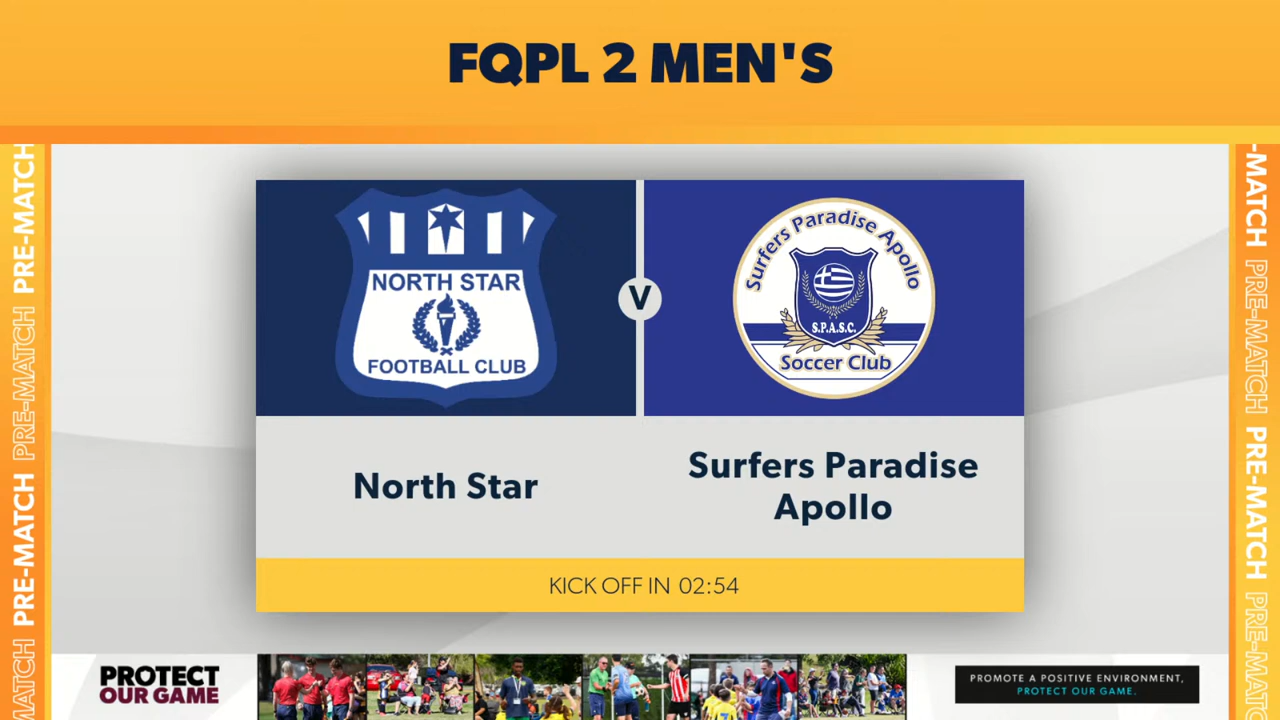 FQPL 2 MEN'S
PRE-MATCH PRE-MATCH PRE-MATCH PRE-MATCH
NORTH STAR
FOOTBALL CLUB
V
Surfers Paradise Apollo
S.P.A.S.C.
Soccer Club
North Star
Surfers Paradise
Apollo
KICK OFF IN 02:54
-MATCH PRE-MATCH PRE-MATCH PRE-MAT
PROTECT
OUR GAME
PROMOTE A POSITIVE ENVIRONMENT,
PROTECT OUR GAME.